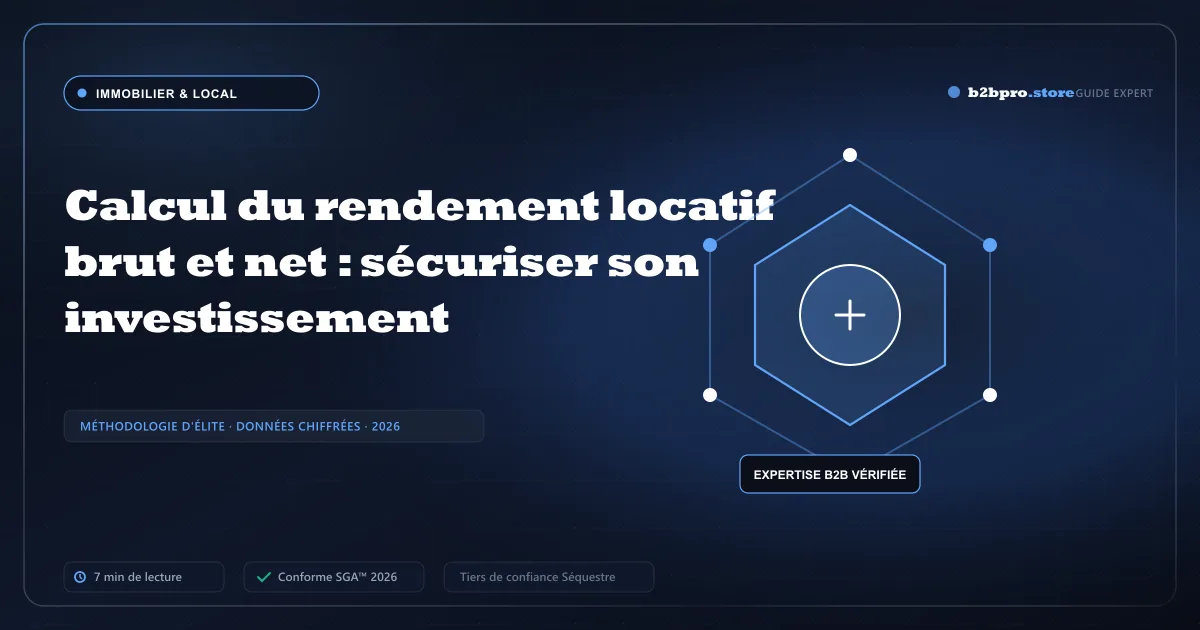 IMMOBILIER & LOCAL
b2bpro.store GUIDE EXPERT
Calcul du rendement locatif
brut et net : sécuriser son
investissement
MÉTHODOLOGIE D'ÉLITE · DONNÉES CHIFFRÉES · 2026
EXPERTISE B2B VÉRIFIÉE
7 min de lecture
Conforme SGA™ 2026
Tiers de confiance Séquestre